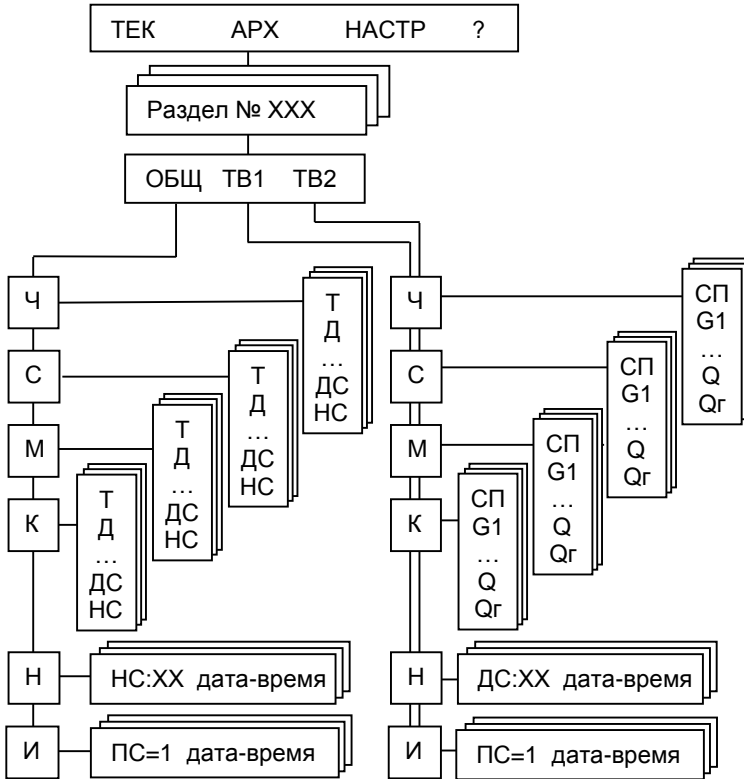 ТЕК АРХ НАСТР ?
Раздел № XXX
ОБЩ ТВ1 ТВ2
Ч
Т
Д
…
ДС
НС
С
Т
Д
…
ДС
НС
М
Т
Д
…
ДС
НС
К
Т
Д
…
ДС
НС
Н
НС:XX дата-время
И
ПС=1 дата-время
Ч
СП
G1
…
Q
Qг
С
СП
G1
…
Q
Qг
М
СП
G1
…
Q
Qг
К
СП
G1
…
Q
Qг
Н
ДС:XX дата-время
И
ПС=1 дата-время